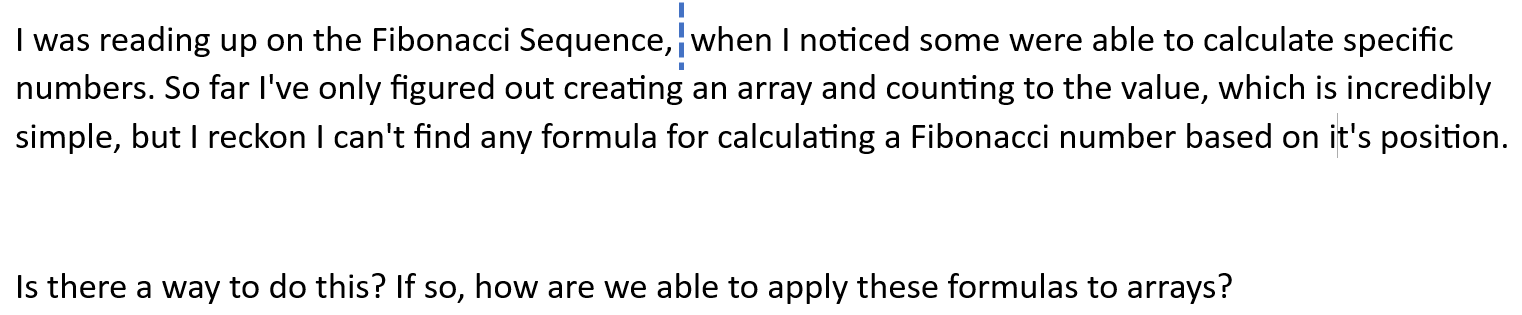 I was reading up on the Fibonacci Sequence, when I noticed some were able to calculate specific
numbers. So far I've only figured out creating an array and counting to the value, which is incredibly
simple, but I reckon I can't find any formula for calculating a Fibonacci number based on it's position.
Is there a way to do this? If so, how are we able to apply these formulas to arrays?